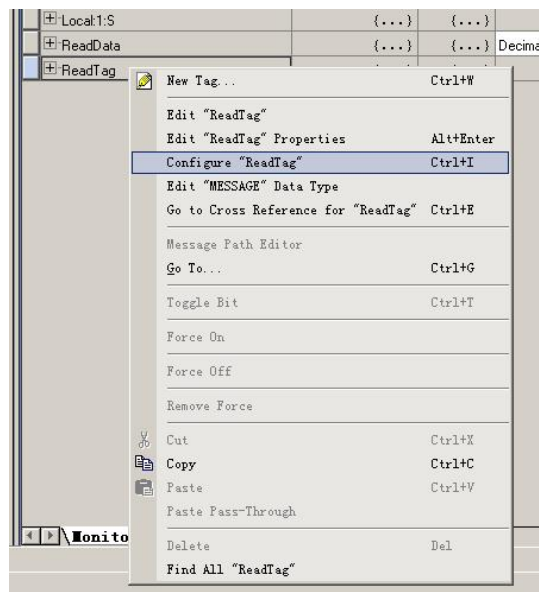 Local:1:S {...} {...}
ReadData {...} {...} Decima
ReadTag
New Tag... Ctrl+W
Edit "ReadTag"
Edit "ReadTag" Properties Alt+Enter
Configure "ReadTag" Ctrl+I
Edit "MESSAGE" Data Type
Go to Cross Reference for "ReadTag" Ctrl+E
Message Path Editor
Go To... Ctrl+G
Toggle Bit Ctrl+T
Force On
Force Off
Remove Force
Cut Ctrl+X
Copy Ctrl+C
Paste Ctrl+V
Paste Pass-Through
\Monito
Delete Del
Find All "ReadTag"